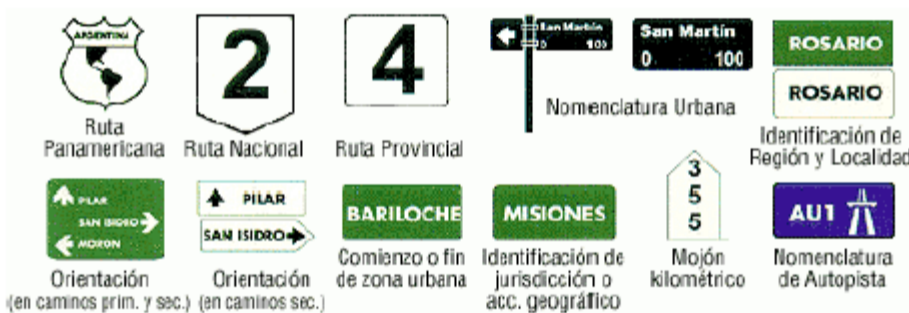 ARGENTINA
Ruta
Panamericana
2
Ruta Nacional
4
Ruta Provincial
San Martín
0 100
San Martín
0 100
Nomenclatura Urbana
ROSARIO
ROSARIO
Identificación de
Región y Localidad
PILAR
SAN ISIDRO
MORON
Orientación
(en caminos prim. y sec.)
PILAR
SAN ISIDRO
Orientación
(en caminos sec.)
BARILOCHE
Comienzo o fin
de zona urbana
MISIONES
Identificación de
jurisdicción o
acc. geográfico
3
5
5
Mojón
kilométrico
AU1
Nomenclatura
de Autopista